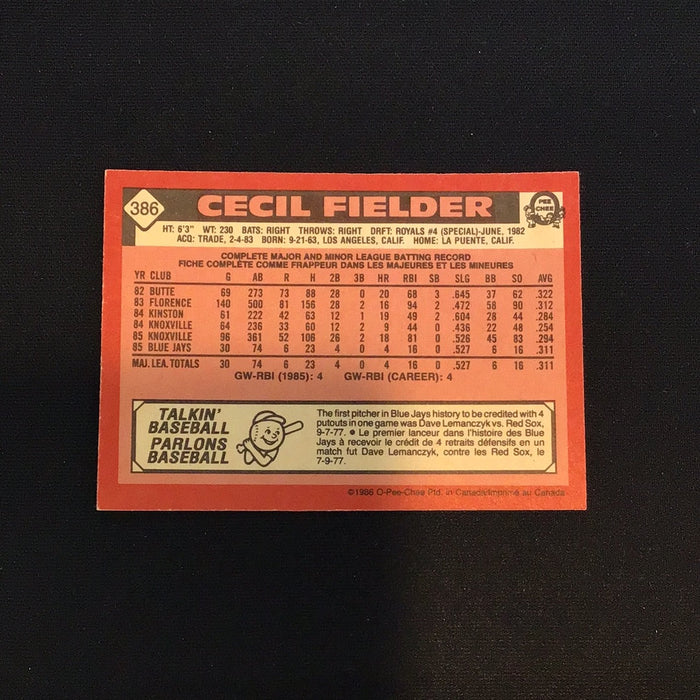 386 CECIL FIELDER O PEE CHEE
HT: 6'3" WT: 230 BATS: RIGHT THROWS: RIGHT DRFT: ROYALS #4 (SPECIAL)-JUNE, 1982
ACQ: TRADE, 2-4-83 BORN: 9-21-63, LOS ANGELES, CALIF. HOME: LA PUENTE, CALIF.
COMPLETE MAJOR AND MINOR LEAGUE BATTING RECORD
FICHE COMPLÈTE COMME FRAPPEUR DANS LES MAJEURES ET LES MINEURES
YR CLUB G AB R H 2B 3B HR RBI SB SLG BB SO AVG
82 BUTTE 69 273 73 88 28 0 20 68 3 .645 37 62 .322
83 FLORENCE 140 500 81 156 28 2 16 94 2 .472 58 90 .312
84 KINSTON 61 222 42 63 12 1 19 49 2 .604 28 44 .284
84 KNOXVILLE 64 236 33 60 12 2 9 24 0 .436 22 48 .254
85 KNOXVILLE 96 361 52 106 26 2 18 81 0 .526 45 83 .294
85 BLUE JAYS 30 74 6 23 4 0 4 16 0 .527 6 16 .311
MAJ. LEA. TOTALS 30 74 6 23 4 0 4 16 0 .527 6 16 .311
GW-RBI (1985): 4 GW-RBI (CAREER): 4
TALKIN'
BASEBALL
PARLONS
BASEBALL
The first pitcher in Blue Jays history to be credited with 4
putouts in one game was Dave Lemanczyk vs. Red Sox,
9-7-77. • Le premier lanceur dans l'histoire des Blue
Jays à recevoir le crédit de 4 retraits défensifs en un
match fut Dave Lemanczyk, contre les Red Sox, le
7-9-77.
©1986 O-Pee-Chee Ptd. in Canada/Imprimé au Canada